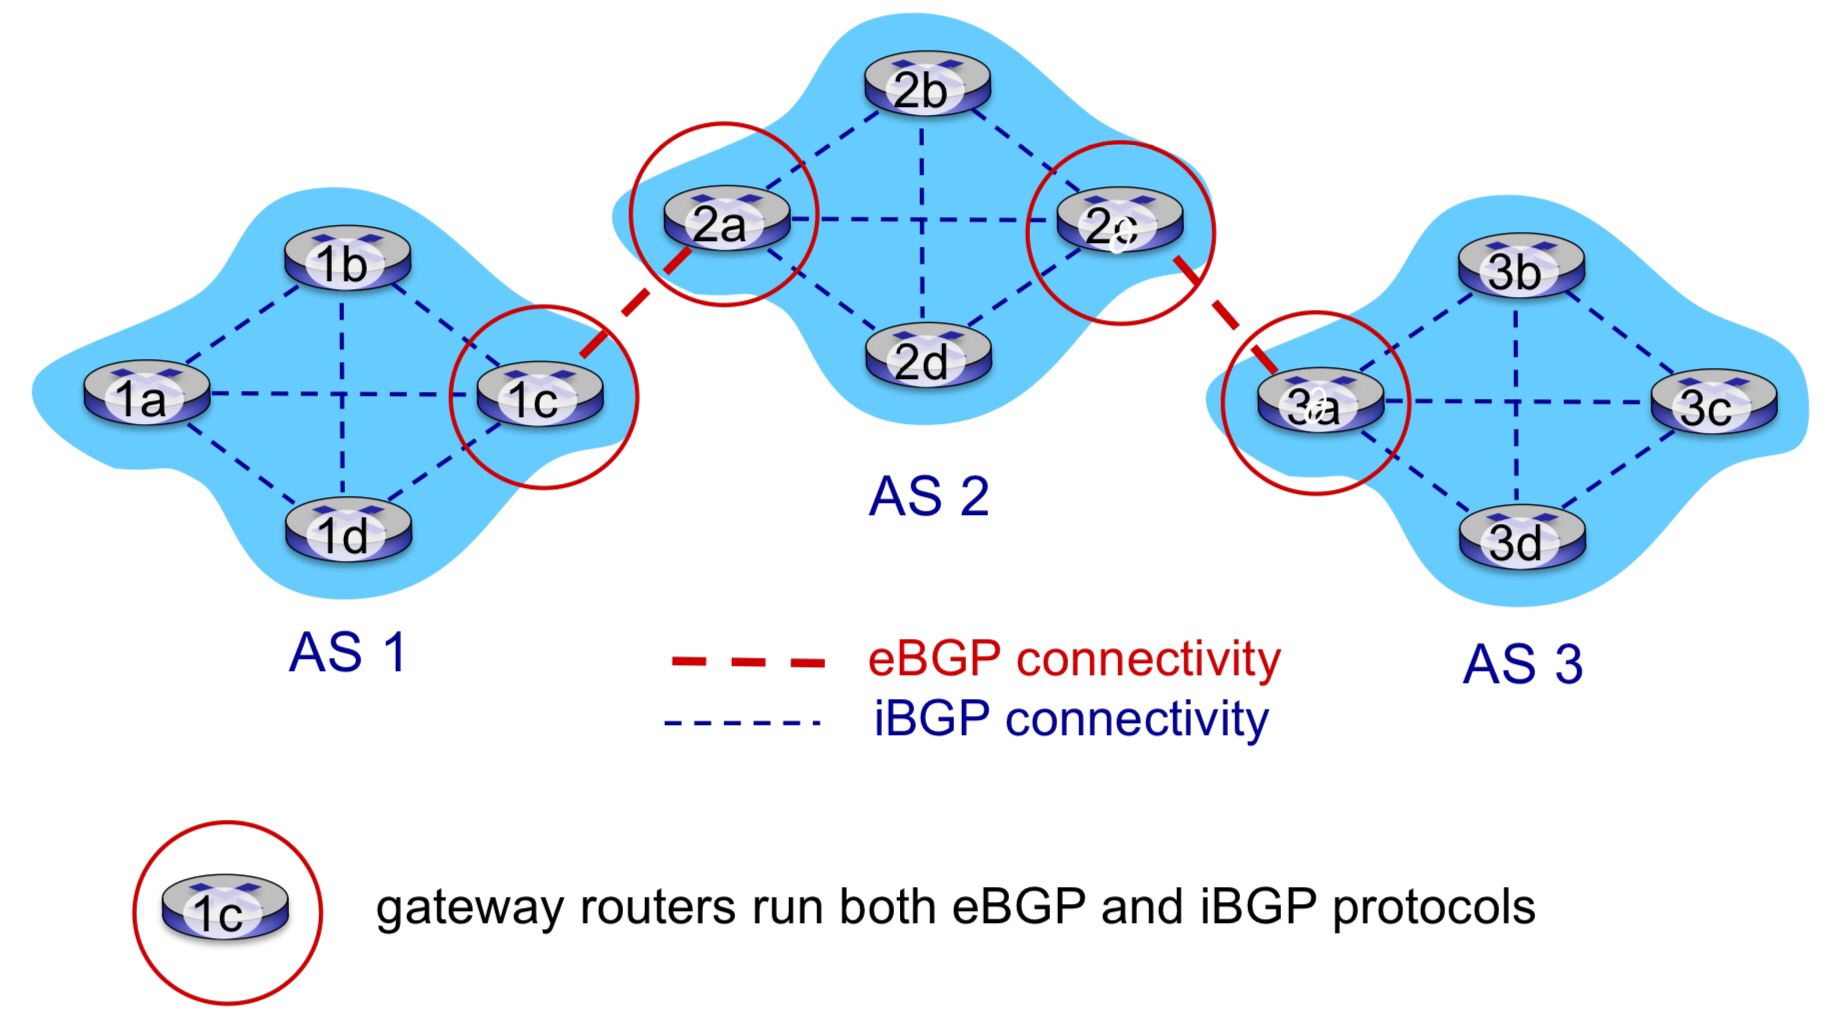 2b
2a
2c
1b
3b
2d
1a
1c
3a
3c
AS 2
1d
3d
AS 1
eBGP connectivity
AS 3
iBGP connectivity
1c
gateway routers run both eBGP and iBGP protocols